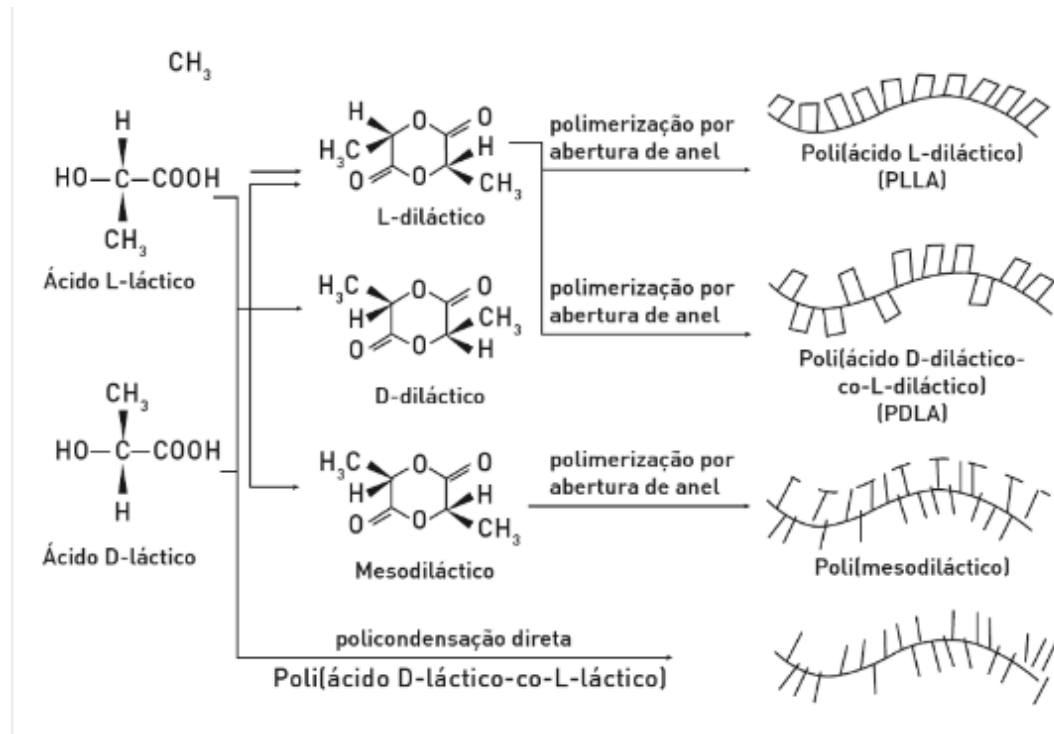 CH3
H
HO–C–COOH
CH3
Ácido L-láctico
CH3
HO–C–COOH
H
Ácido D-láctico
H
O
O
H3C
H
O
O
CH3
L-diláctico
H3C
O
O
H
CH3
O
O
H
D-diláctico
H3C
O
O
H
H
O
O
CH3
Mesodiláctico
polimerização por
abertura de anel
Poli(ácido L-diláctico)
(PLLA)
polimerização por
abertura de anel
Poli(ácido D-diláctico-
co-L-diláctico)
(PDLA)
polimerização por
abertura de anel
Poli(mesodiláctico)
policondensação direta
Poli(ácido D-láctico-co-L-láctico)